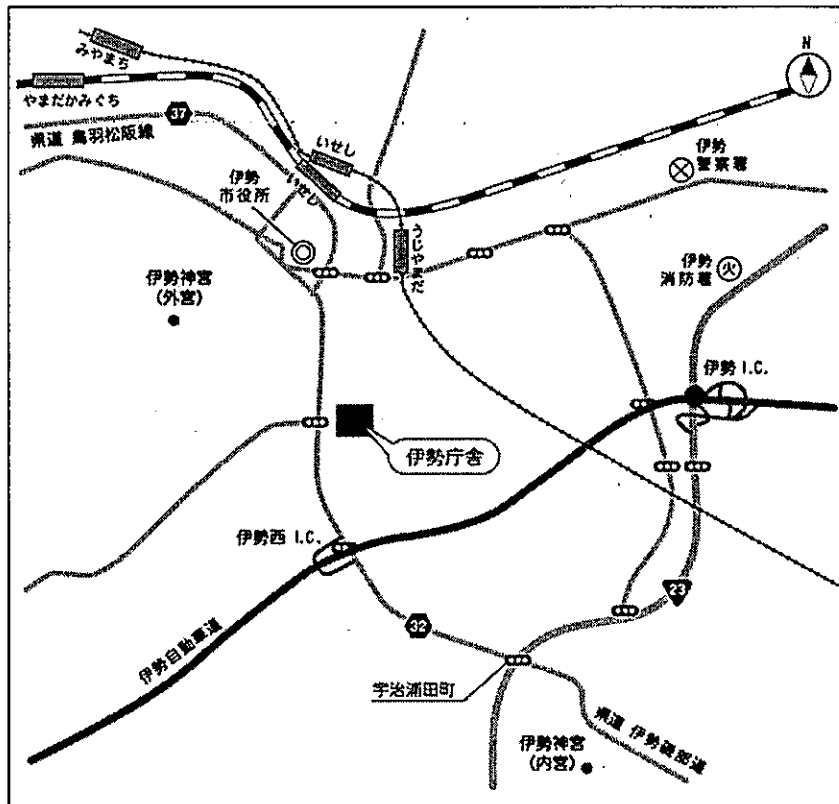 みやまち
N
やまだかみぐち
県道 鳥羽松阪線
37
いせし
いせし
伊勢
市役所
伊勢
警察署
うじやまだ
伊勢
消防署
火
伊勢神宮
(外宮)
伊勢 I.C.
伊勢庁舎
伊勢西 I.C.
伊勢自動車道
32
23
宇治浦田町
県道 伊勢磯部道
伊勢神宮
(内宮)